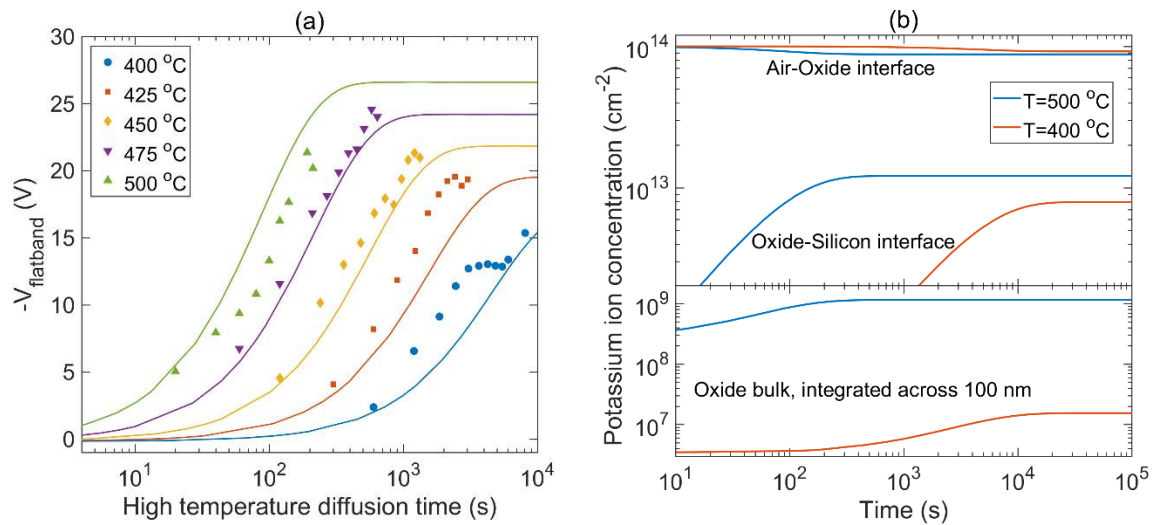 (a)
-V_flatband (V)
30
25
20
15
10
5
0
400 °C
425 °C
450 °C
475 °C
500 °C
10^1
10^2
10^3
10^4
High temperature diffusion time (s)
(b)
Potassium ion concentration (cm^-2)
10^14
10^13
10^9
10^8
10^7
Air-Oxide interface
T=500 °C
T=400 °C
Oxide-Silicon interface
Oxide bulk, integrated across 100 nm
10^1
10^2
10^3
10^4
10^5
Time (s)